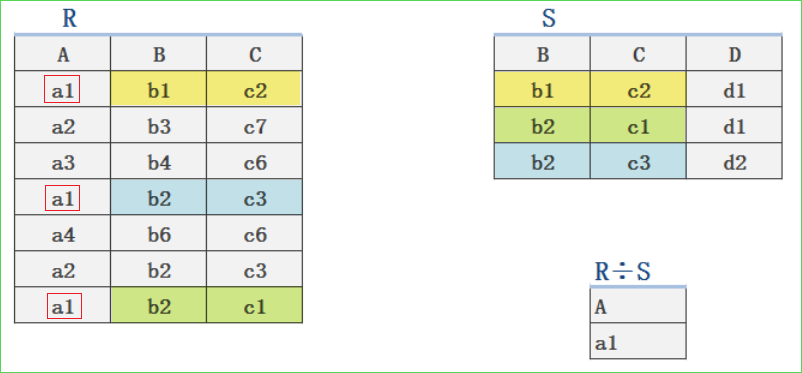 R S
A B C B C D
a1 b1 c2 b1 c2 d1
a2 b3 c7 b2 c1 d1
a3 b4 c6 b2 c3 d2
a1 b2 c3
a4 b6 c6
a2 b2 c3 R÷S
a1 b2 c1 A
a1